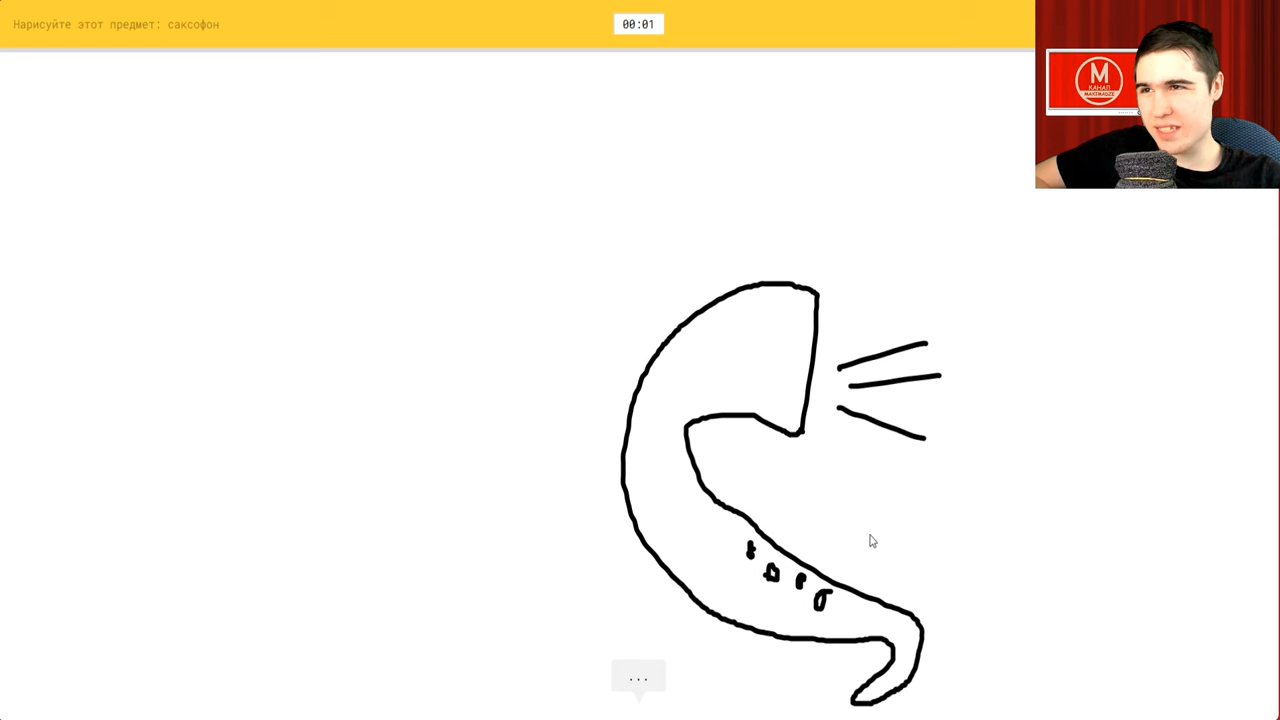 Нарисуйте этот предмет: саксофон
00:01
М
КАНАЛ
MAXIMADZE
...